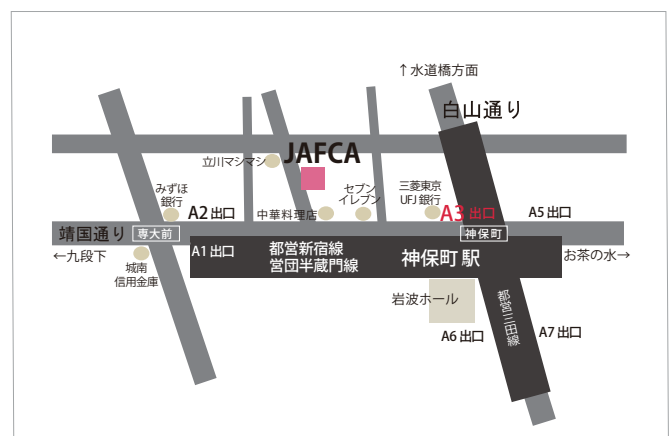 ↑水道橋方面
白山通り
JAFCA
立川マシマシ
みずほ
銀行
A2 出口
中華料理店
セブン
イレブン
三菱東京
UFJ 銀行
A3 出口
A5 出口
靖国通り
専大前
神保町
←九段下
A1 出口
都営新宿線
営団半蔵門線
神保町 駅
お茶の水→
城南
信用金庫
岩波ホール
都営三田線
A6 出口
A7 出口